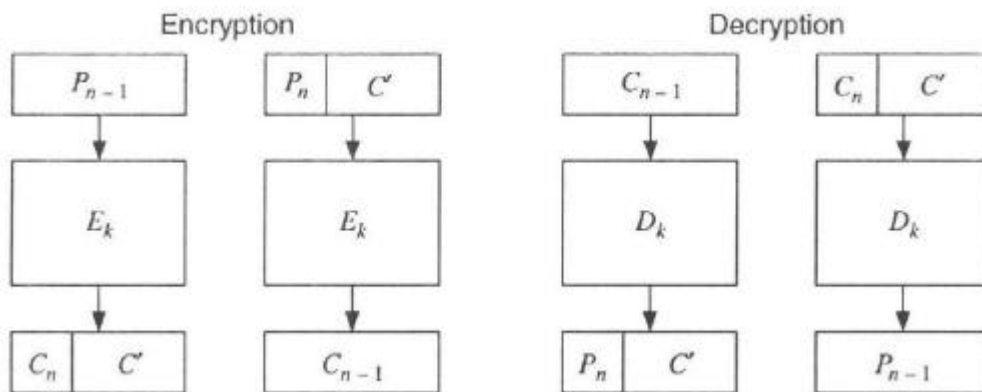 Encryption Decryption
P_{n-1} P_n C' C_{n-1} C_n C'
E_k E_k D_k D_k
C_n C' C_{n-1} P_n C' P_{n-1}